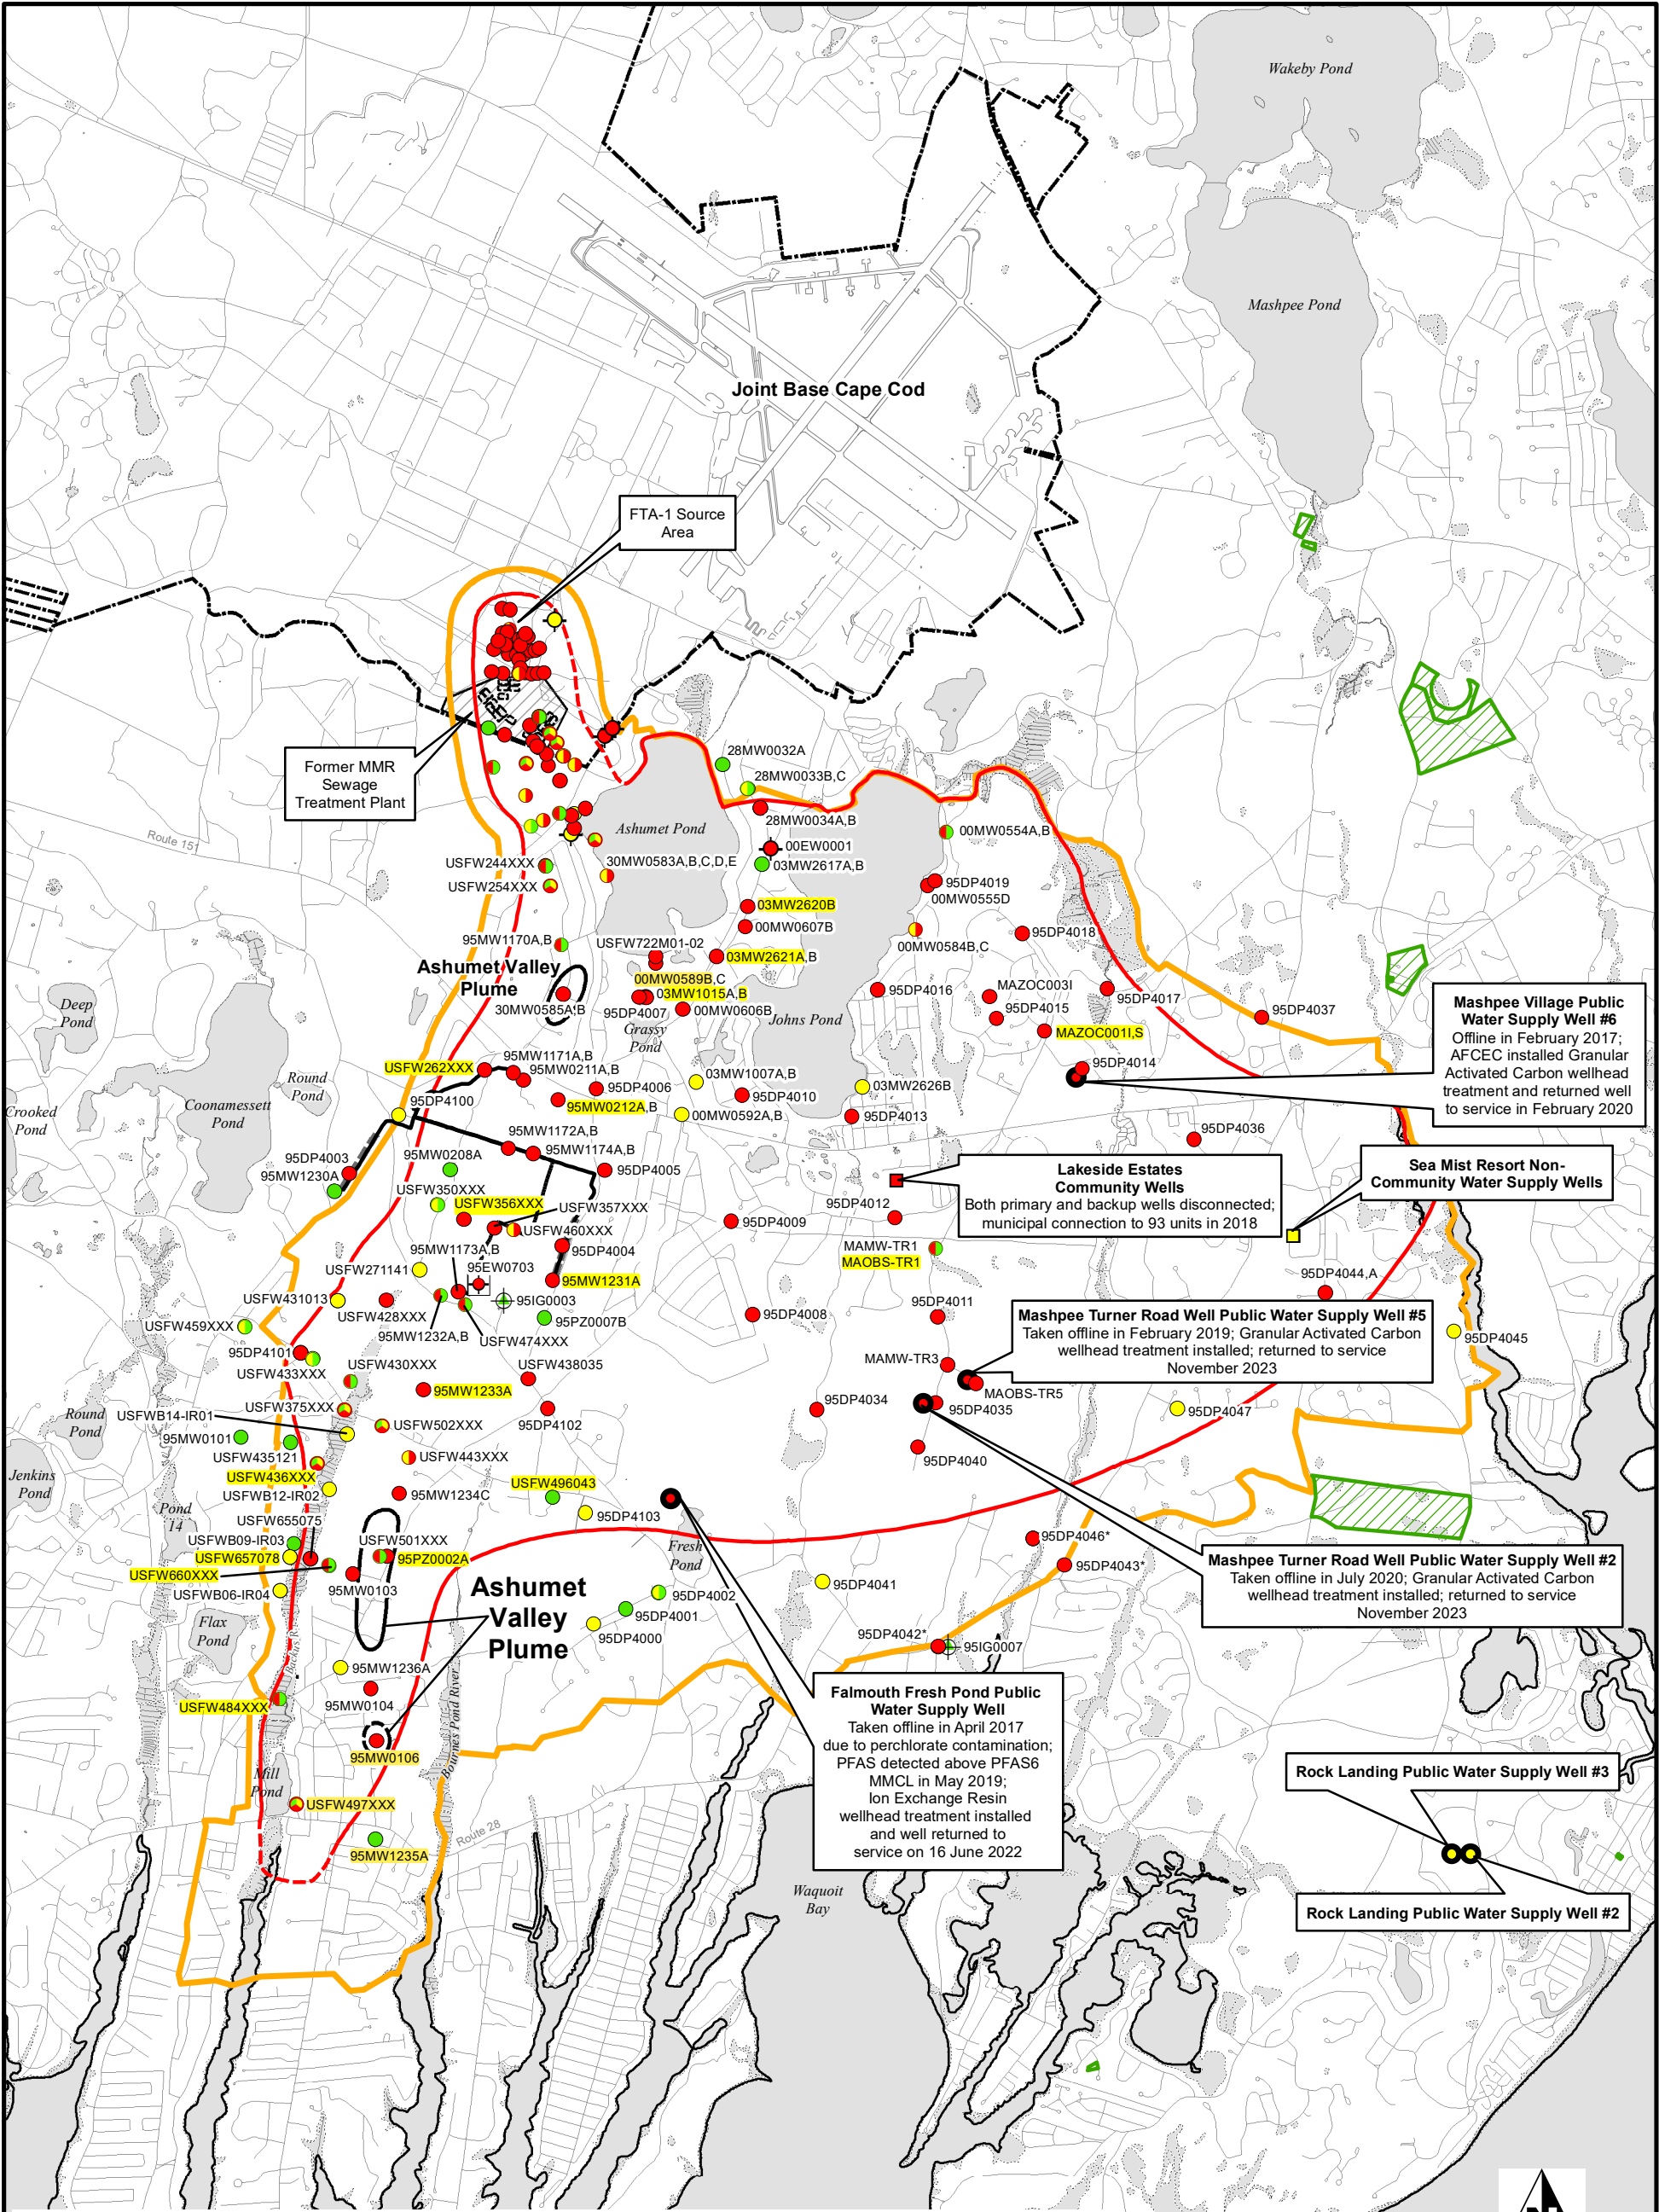 Wakeby Pond
Mashpee Pond
Joint Base Cape Cod
FTA-1 Source
Area
Former MMR
Sewage
Treatment Plant
Route 151
28MW0032A
28MW0033B,C
Ashumet Pond
28MW0034A,B
00MW0554A,B
00EW0001
USFW244XXX
30MW0583A,B,C,D,E
03MW2617A,B
USFW254XXX
95DP4019
00MW0555D
03MW2620B
00MW0607B
95MW1170A,B
USFW722M01-02
00MW0584B,C
95DP4018
03MW2621A,B
Ashumet Valley
Plume
00MW0589B,C
03MW1015A,B
30MW0585A,B
95DP4007
00MW0606B
95DP4016
MAZOC003I
95DP4017
95DP4015
95DP4037
Deep
Pond
Grassy
Pond
Johns Pond
MAZOC001I,S
Mashpee Village Public
Water Supply Well #6
Offline in February 2017;
AFCEC installed Granular
Activated Carbon wellhead
treatment and returned well
to service in February 2020
95MW1171A,B
USFW262XXX
95MW0211A,B
95DP4014
Round
Pond
95DP4006
03MW1007A,B
03MW2626B
95DP4100
95MW0212A,B
95DP4010
00MW0592A,B
95DP4013
Coonamessett
Pond
Crooked
Pond
95MW1172A,B
95DP4036
95MW0208A
95MW1174A,B
95DP4003
95DP4005
95MW1230A
Lakeside Estates
Community Wells
Both primary and backup wells disconnected;
municipal connection to 93 units in 2018
Sea Mist Resort Non-
Community Water Supply Wells
USFW350XXX
USFW356XXX
USFW357XXX
95DP4012
95DP4009
USFW460XXX
MAMW-TR1
MAOBS-TR1
95MW1173A,B
95DP4004
95EW0703
USFW271141
95MW1231A
95DP4044,A
USFW431013
95IG0003
95DP4011
USFW428XXX
95PZ0007B
95DP4008
Mashpee Turner Road Well Public Water Supply Well #5
Taken offline in February 2019; Granular Activated Carbon
wellhead treatment installed; returned to service
November 2023
USFW459XXX
95MW1232A,B
USFW474XXX
95DP4045
95DP4101
USFW430XXX
USFW438035
MAMW-TR3
USFW433XXX
95MW1233A
MAOBS-TR5
USFW375XXX
95DP4034
95DP4035
95DP4047
Round
Pond
USFWB14-IR01
USFW502XXX
95DP4102
95MW0101
USFW435121
USFW443XXX
95DP4040
USFW436XXX
Jenkins
Pond
USFWB12-IR02
95MW1234C
USFW496043
Pond
14
USFW655075
95DP4103
USFWB09-IR03
USFW501XXX
95DP4046*
USFW657078
95PZ0002A
Fresh
Pond
95DP4043*
USFW660XXX
95MW0103
Mashpee Turner Road Well Public Water Supply Well #2
Taken offline in July 2020; Granular Activated Carbon
wellhead treatment installed; returned to service
November 2023
USFWB06-IR04
Ashumet
Valley
Plume
95DP4002
95DP4041
95DP4001
Flax
Pond
95DP4000
95DP4042*
95IG0007
Backus R.
95MW1236A
Bournes Pond River
USFW484XXX
95MW0104
Falmouth Fresh Pond Public
Water Supply Well
Taken offline in April 2017
due to perchlorate contamination;
PFAS detected above PFAS6
MMCL in May 2019;
Ion Exchange Resin
wellhead treatment installed
and well returned to
service on 16 June 2022
95MW0106
Mill
Pond
Rock Landing Public Water Supply Well #3
USFW497XXX
Route 28
95MW1235A
Waquoit
Bay
Rock Landing Public Water Supply Well #2